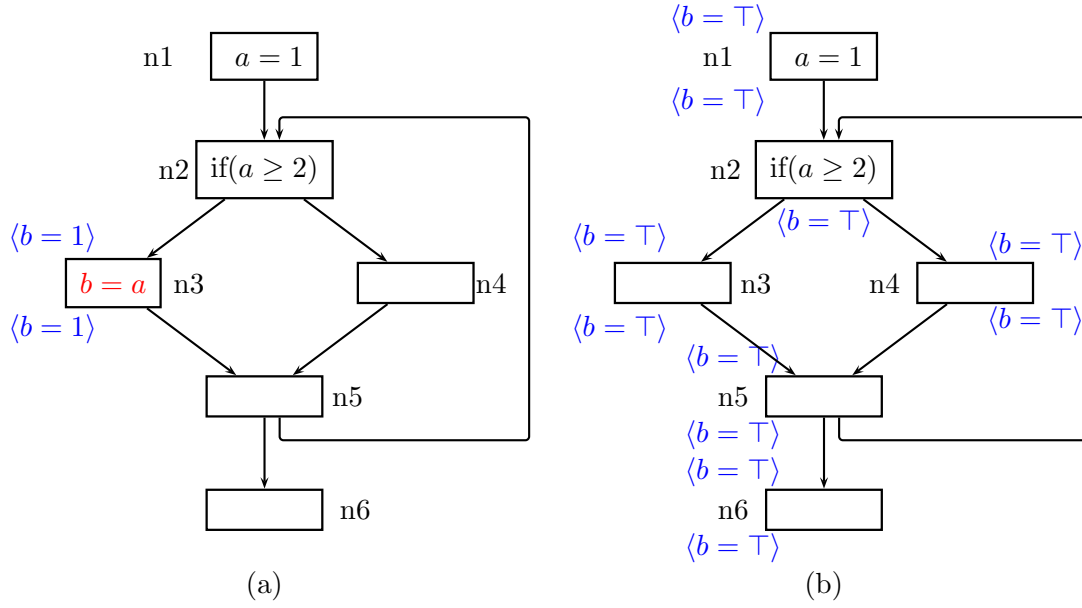 n1
a = 1
n2
if(a ≥ 2)
⟨b = 1⟩
b = a
n3
n4
⟨b = 1⟩
n5
n6
(a)
⟨b = ⊤⟩
n1
a = 1
⟨b = ⊤⟩
n2
if(a ≥ 2)
⟨b = ⊤⟩
⟨b = ⊤⟩
⟨b = ⊤⟩
n3
n4
⟨b = ⊤⟩
⟨b = ⊤⟩
⟨b = ⊤⟩
n5
⟨b = ⊤⟩
⟨b = ⊤⟩
n6
⟨b = ⊤⟩
(b)